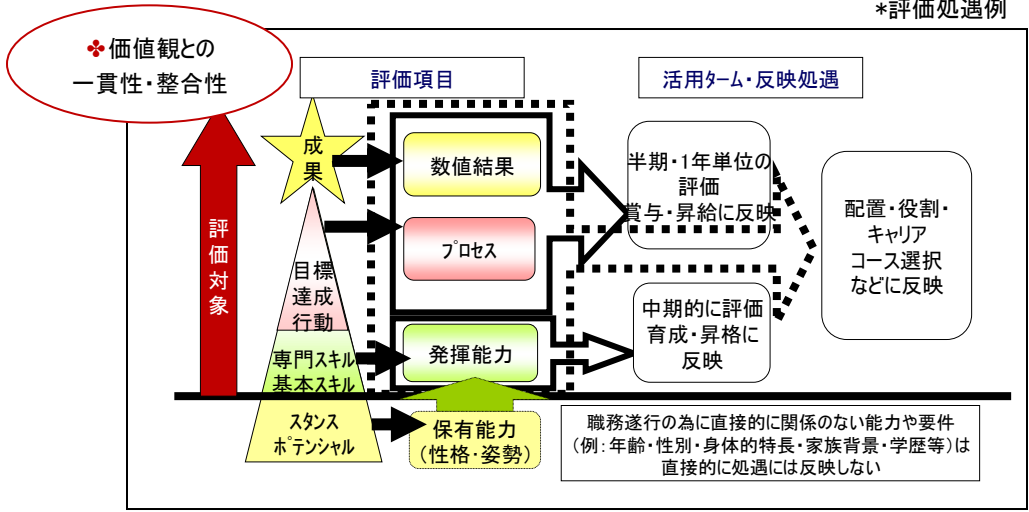 *評価処遇例
✤価値観との
一貫性・整合性
評価項目
活用ﾀｰﾑ・反映処遇
評価対象
成果
目標
達成
行動
専門ｽｷﾙ
基本ｽｷﾙ
ｽﾀﾝｽ
ﾎﾟﾃﾝｼｬﾙ
数値結果
ﾌﾟﾛｾｽ
発揮能力
保有能力
(性格・姿勢)
半期・1年単位の
評価
賞与・昇給に反映
中期的に評価
育成・昇格に
反映
配置・役割・
ｷｬﾘｱ
ｺｰｽ選択
などに反映
職務遂行の為に直接的に関係のない能力や要件
(例：年齢・性別・身体的特長・家族背景・学歴等)は
直接的に処遇には反映しない